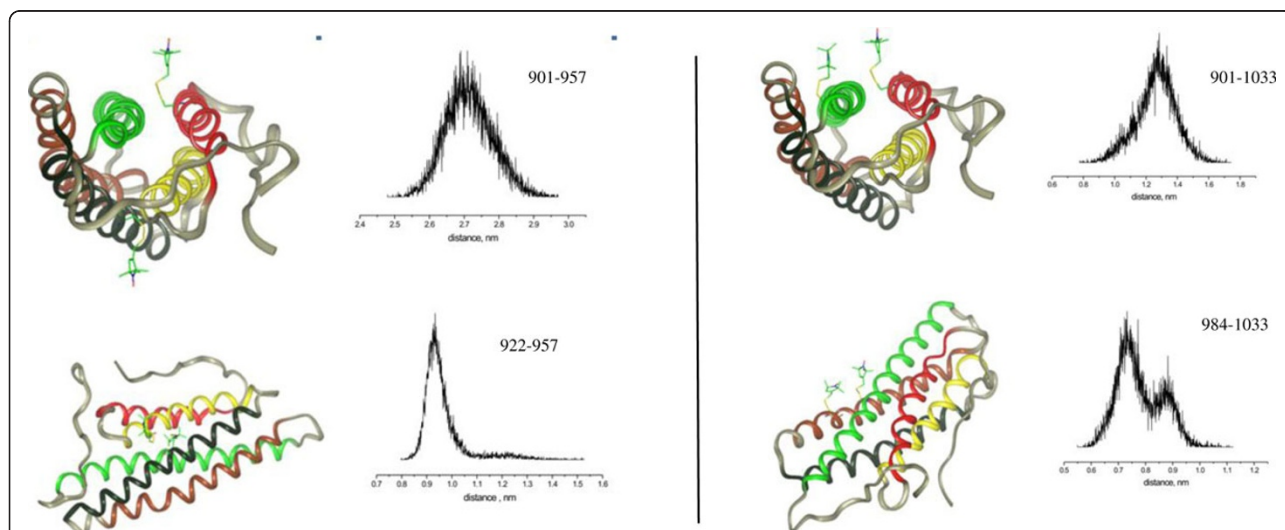 901-957
2.4 2.5 2.6 2.7 2.8 2.9 3.0
distance, nm
922-957
0.7 0.8 0.9 1.0 1.1 1.2 1.3 1.4 1.5 1.6
distance , nm
901-1033
0.6 0.8 1.0 1.2 1.4 1.6 1.8
distance, nm
984-1033
0.5 0.6 0.7 0.8 0.9 1.0 1.1 1.2
distance, nm